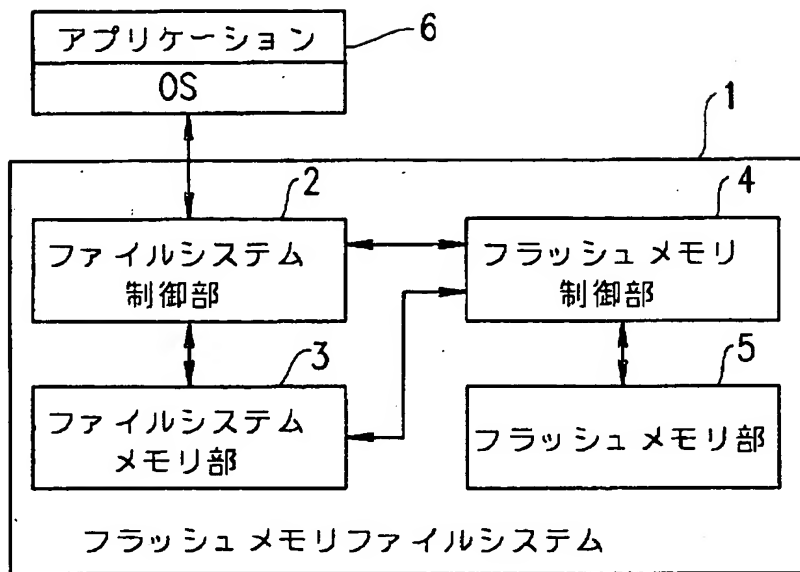 アプリケーション
6
OS
1
2
4
ファイルシステム
制御部
フラッシュメモリ
制御部
3
5
ファイルシステム
メモリ部
フラッシュメモリ部
フラッシュメモリファイルシステム